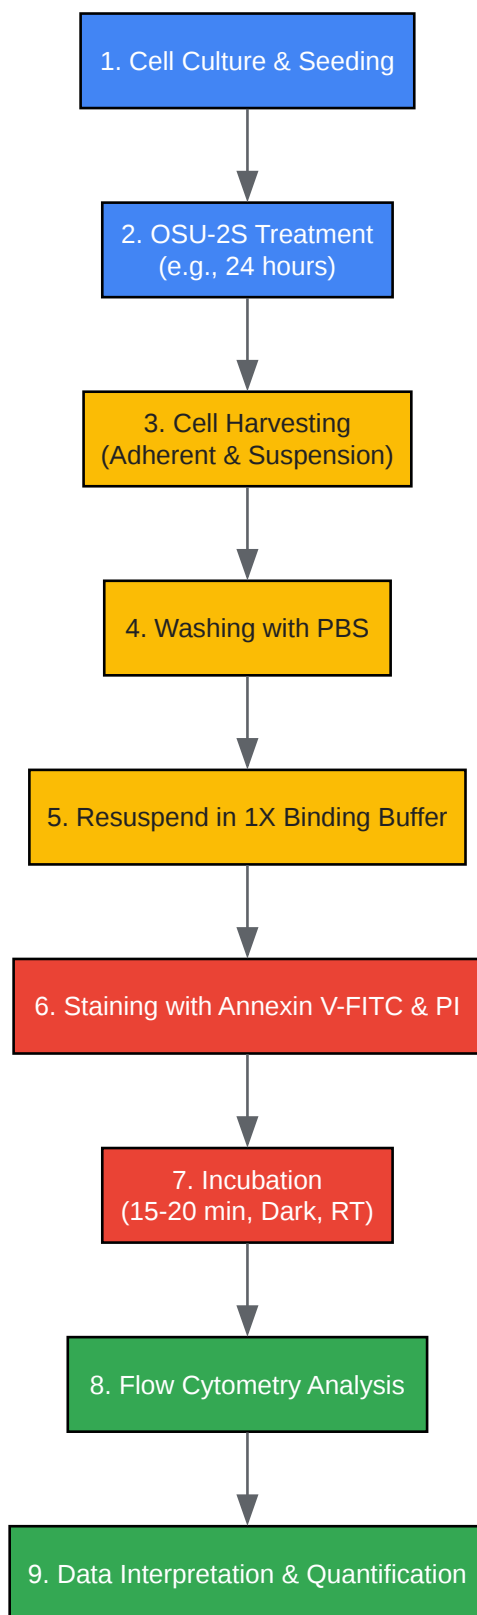 1. Cell Culture & Seeding
2. OSU-2S Treatment
(e.g., 24 hours)
3. Cell Harvesting
(Adherent & Suspension)
4. Washing with PBS
5. Resuspend in 1X Binding Buffer
6. Staining with Annexin V-FITC & PI
7. Incubation
(15-20 min, Dark, RT)
8. Flow Cytometry Analysis
9. Data Interpretation & Quantification